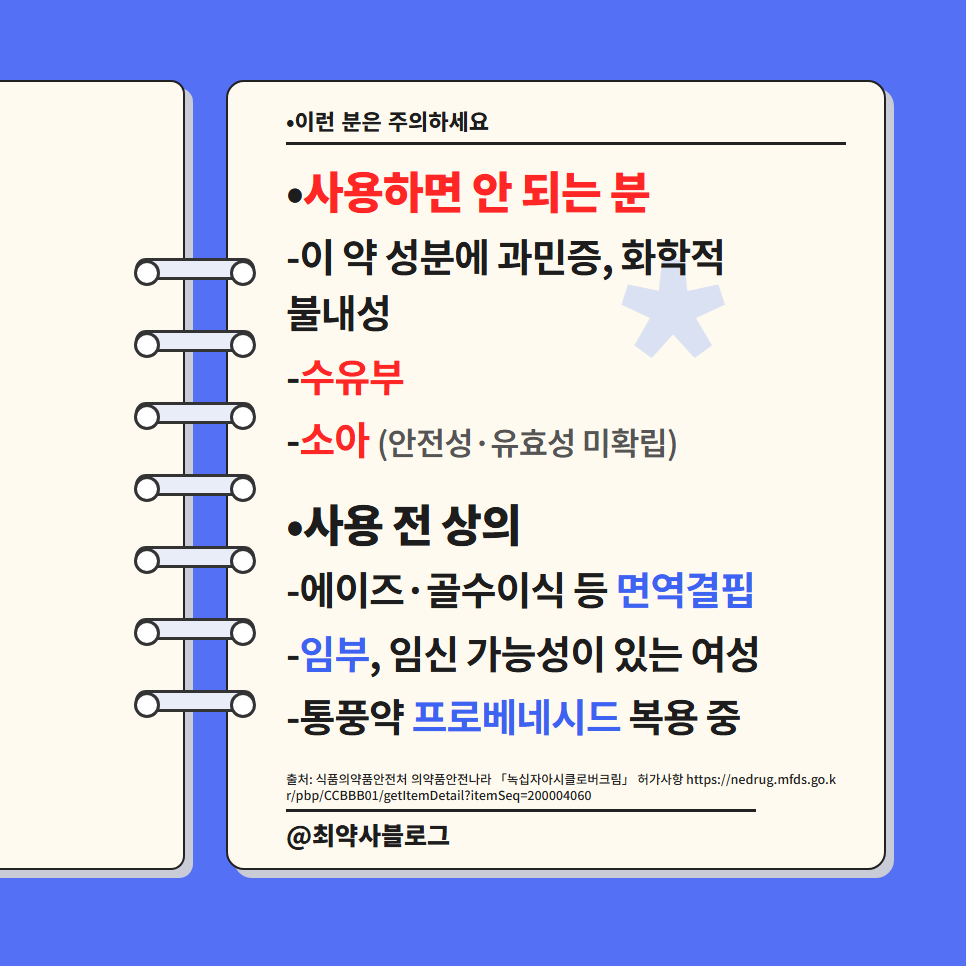 •이런 분은 주의하세요
•사용하면 안 되는 분
-이 약 성분에 과민증, 화학적
불내성
-수유부
-소아 (안전성·유효성 미확립)
•사용 전 상의
-에이즈·골수이식 등 면역결핍
-임부, 임신 가능성이 있는 여성
-통풍약 프로베네시드 복용 중
출처: 식품의약품안전처 의약품안전나라 「녹십자아시클로버크림」 허가사항 https://nedrug.mfds.go.k
r/pbp/CCBBB01/getItemDetail?itemSeq=200004060
@최약사블로그